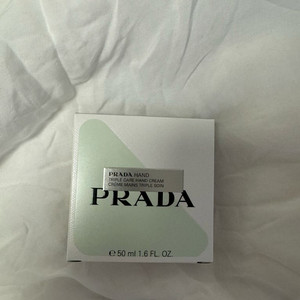 PRADA HAND
TRIPLE CARE HAND CREAM
CRÈME MAINS TRIPLE SOIN
PRADA
℮ 50 ml 1.6 FL. OZ.